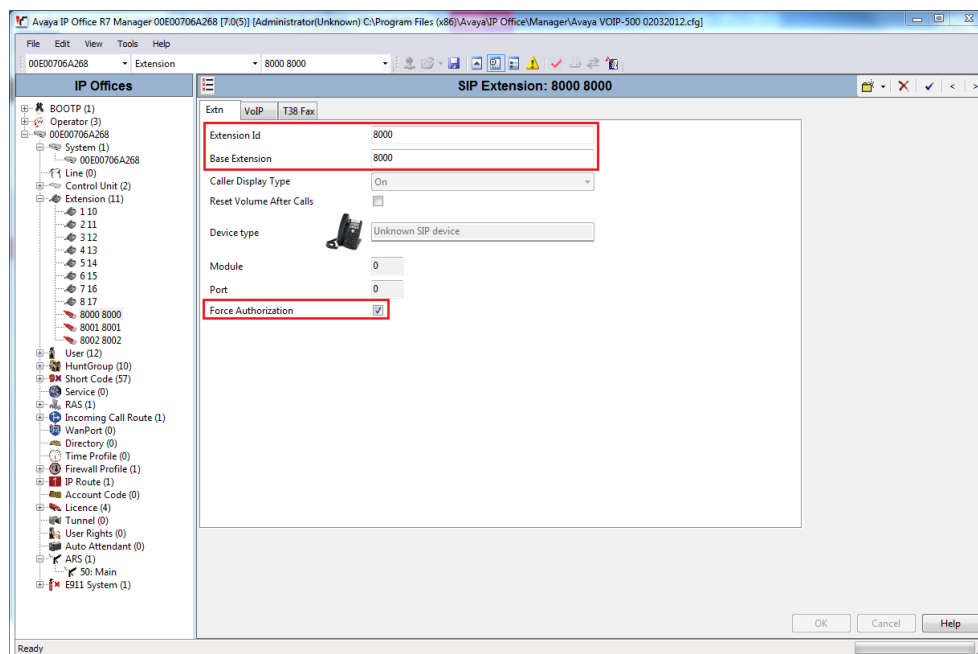 Avaya IP Office R7 Manager 00E00706A268 [7.0(5)] [Administrator(Unknown) C:\Program Files (x86)\Avaya\IP Office\Manager\Avaya VOIP-500 02032012.cfg]
File Edit View Tools Help
00E00706A268 Extension 8000 8000
IP Offices
SIP Extension: 8000 8000
BOOTP (1)
Operator (3)
00E00706A268
System (1)
00E00706A268
Line (0)
Control Unit (2)
Extension (11)
1 10
2 11
3 12
4 13
5 14
6 15
7 16
8 17
8000 8000
8001 8001
8002 8002
User (12)
HuntGroup (10)
Short Code (57)
Service (0)
RAS (1)
Incoming Call Route (1)
WanPort (0)
Directory (0)
Time Profile (0)
Firewall Profile (1)
IP Route (1)
Account Code (0)
Licence (4)
Tunnel (0)
User Rights (0)
Auto Attendant (0)
ARS (1)
50: Main
E911 System (1)
Extn VoIP T38 Fax
Extension Id 8000
Base Extension 8000
Caller Display Type On
Reset Volume After Calls
Device type Unknown SIP device
Module 0
Port 0
Force Authorization
OK Cancel Help
Ready